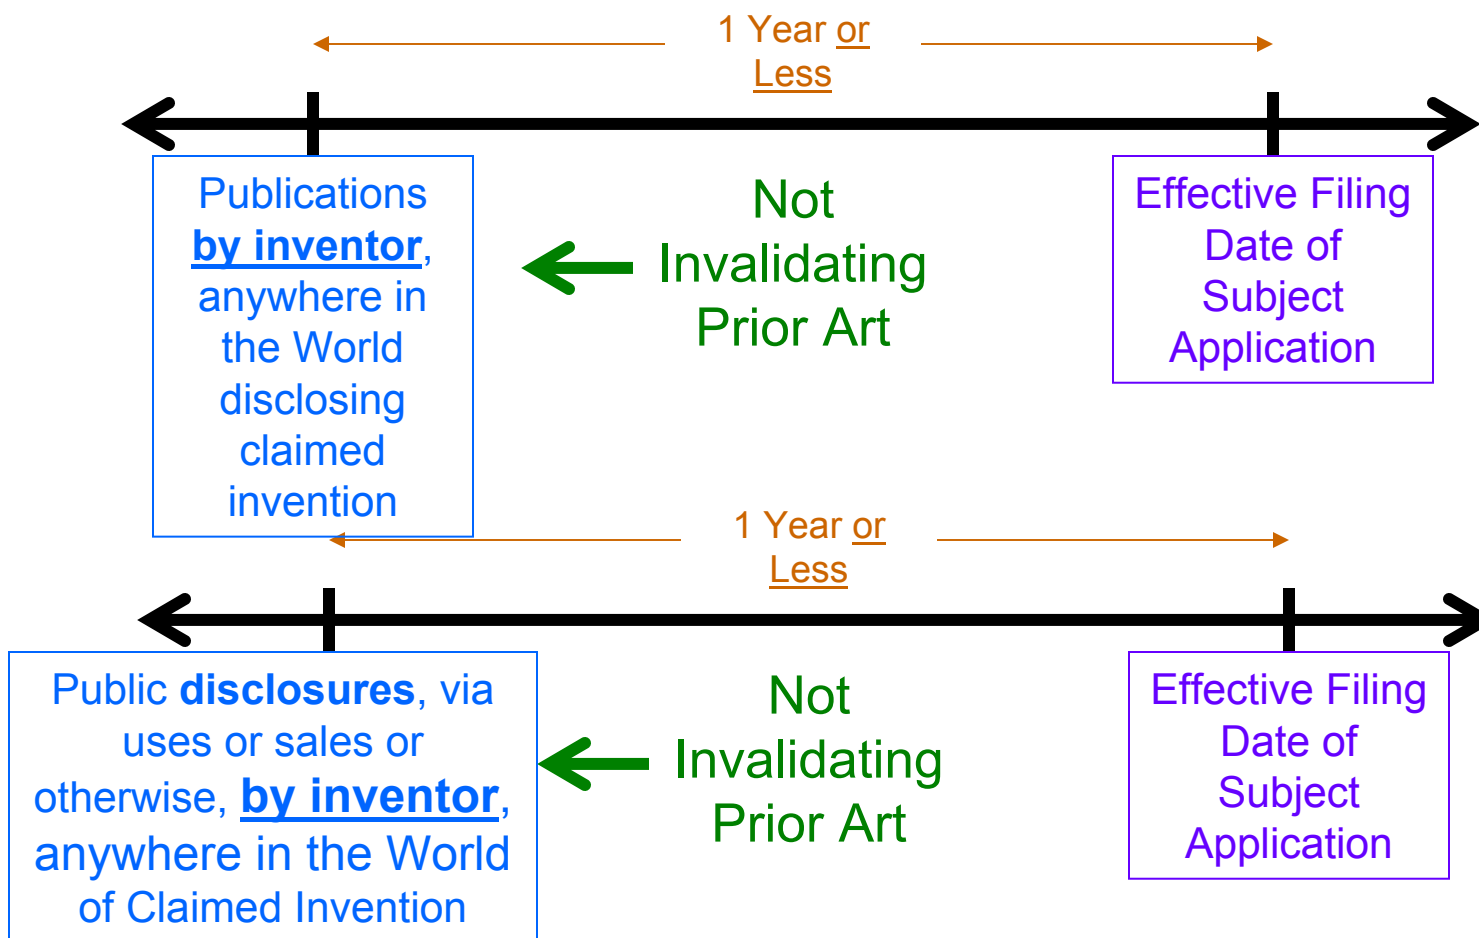 1 Year or
Less
Publications
by inventor,
anywhere in
the World
disclosing
claimed
invention
Not
Invalidating
Prior Art
Effective Filing
Date of
Subject
Application
1 Year or
Less
Public disclosures, via
uses or sales or
otherwise, by inventor,
anywhere in the World
of Claimed Invention
Not
Invalidating
Prior Art
Effective Filing
Date of
Subject
Application